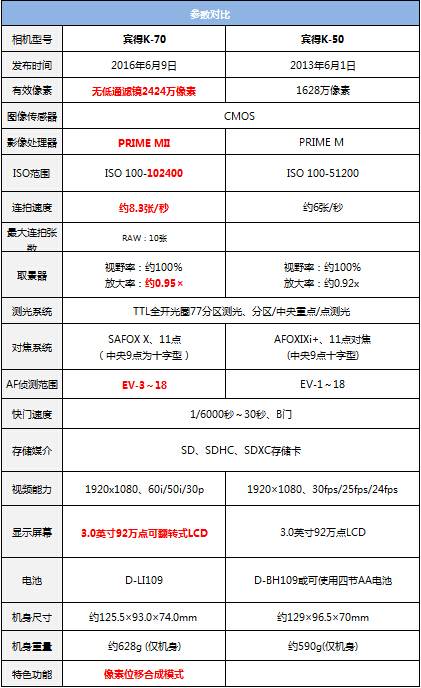 参数对比
相机型号 宾得K-70 宾得K-50
发布时间 2016年6月9日 2013年6月1日
有效像素 无低通滤镜2424万像素 1628万像素
图像传感器 CMOS
影像处理器 PRIME MII PRIME M
ISO范围 ISO 100-102400 ISO 100-51200
连拍速度 约8.3张/秒 约6张/秒
最大连拍张数 RAW：10张
取景器 视野率：约100% 视野率：约100%
放大率：约0.95× 放大率：约0.92x
测光系统 TTL全开光圈77分区测光、分区/中央重点/点测光
对焦系统 SAFOX X、11点 AFOXIXi+、11点对焦
（中央9点为十字型） (中央9点十字型)
AF侦测范围 EV-3～18 EV-1～18
快门速度 1/6000秒～30秒、B门
存储媒介 SD、SDHC、SDXC存储卡
视频能力 1920x1080、60i/50i/30p 1920×1080、30fps/25fps/24fps
显示屏幕 3.0英寸92万点可翻转式LCD 3.0英寸92万点LCD
电池 D-LI109 D-BH109或可使用四节AA电池
机身尺寸 约125.5×93.0×74.0mm 约129×96.5×70mm
机身重量 约628g (仅机身) 约590g(仅机身)
特色功能 像素位移合成模式